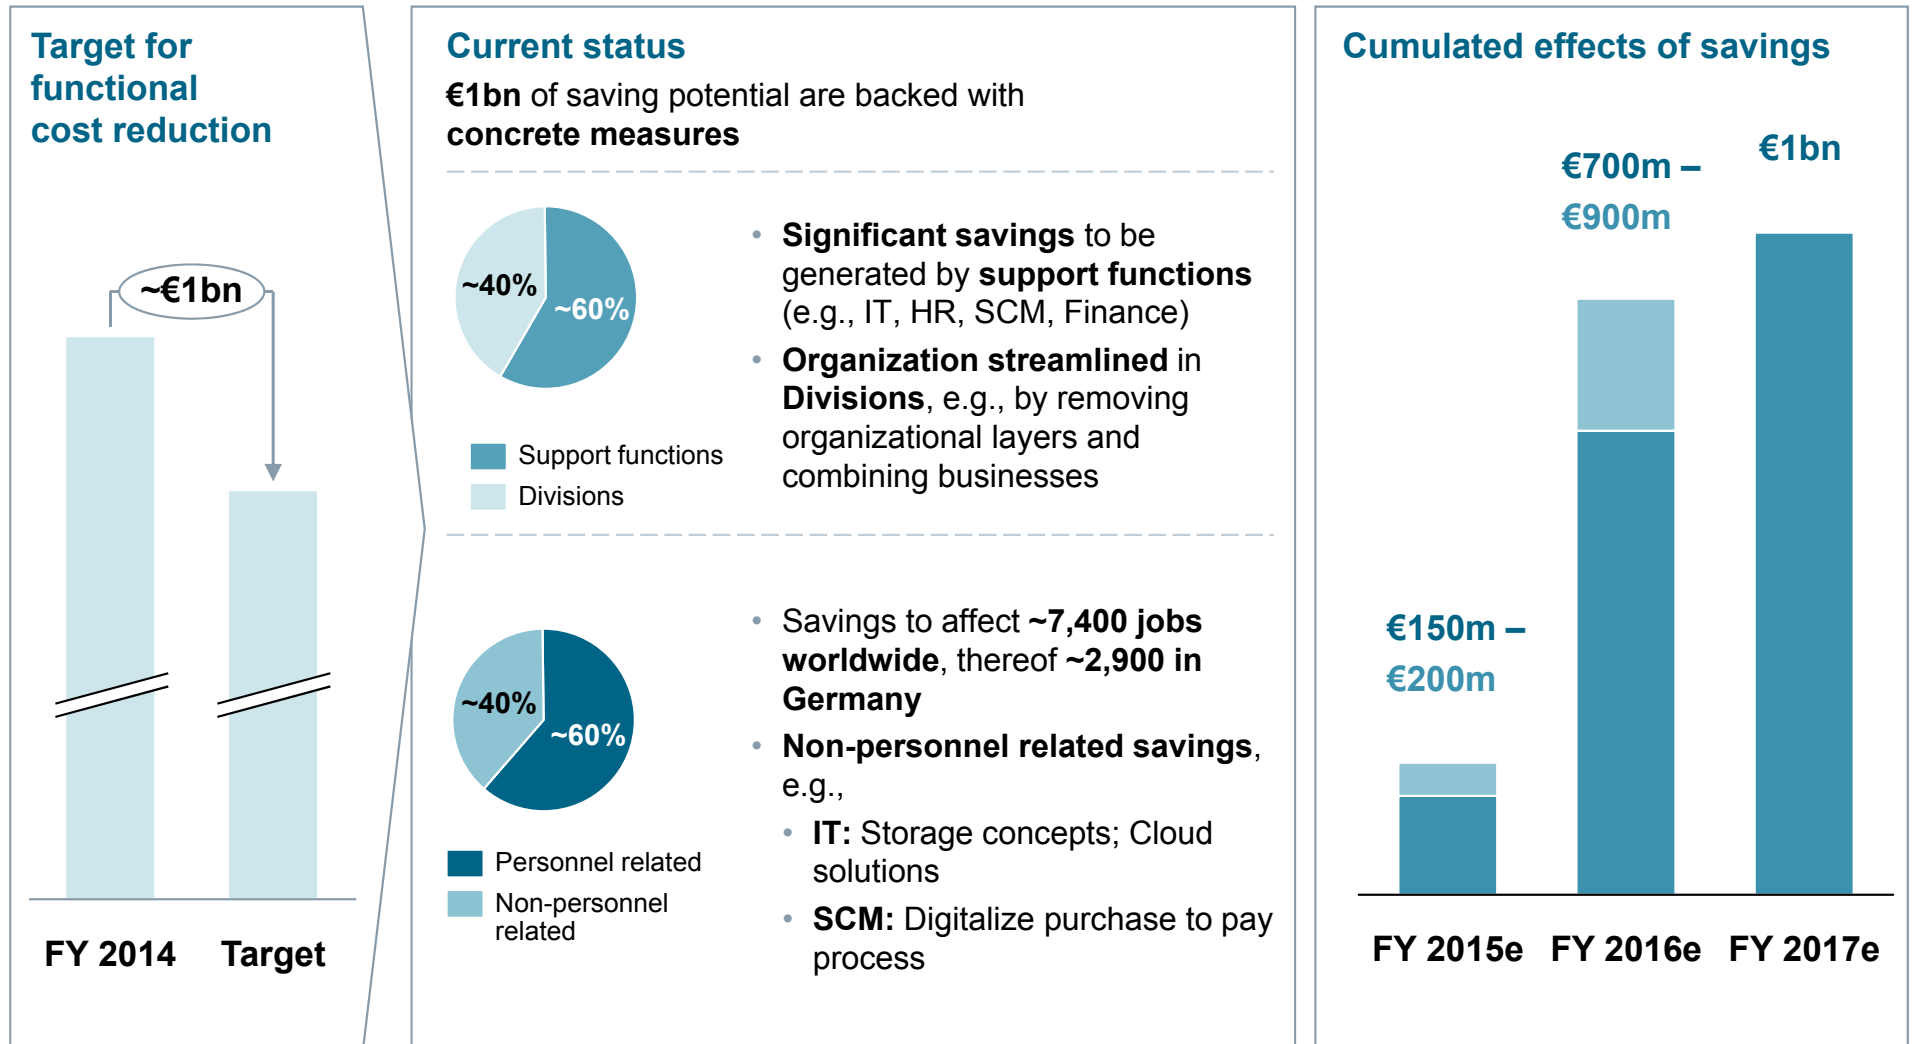 Target for
functional
cost reduction
~€1bn
FY 2014
Target
Current status
€1bn of saving potential are backed with
concrete measures
~40%
~60%
Support functions
Divisions
• Significant savings to be
generated by support functions
(e.g., IT, HR, SCM, Finance)
• Organization streamlined in
Divisions, e.g., by removing
organizational layers and
combining businesses
~40%
~60%
Personnel related
Non-personnel
related
• Savings to affect ~7,400 jobs
worldwide, thereof ~2,900 in
Germany
• Non-personnel related savings,
e.g.,
• IT: Storage concepts; Cloud
solutions
• SCM: Digitalize purchase to pay
process
Cumulated effects of savings
€150m –
€200m
€700m –
€900m
€1bn
FY 2015e
FY 2016e
FY 2017e